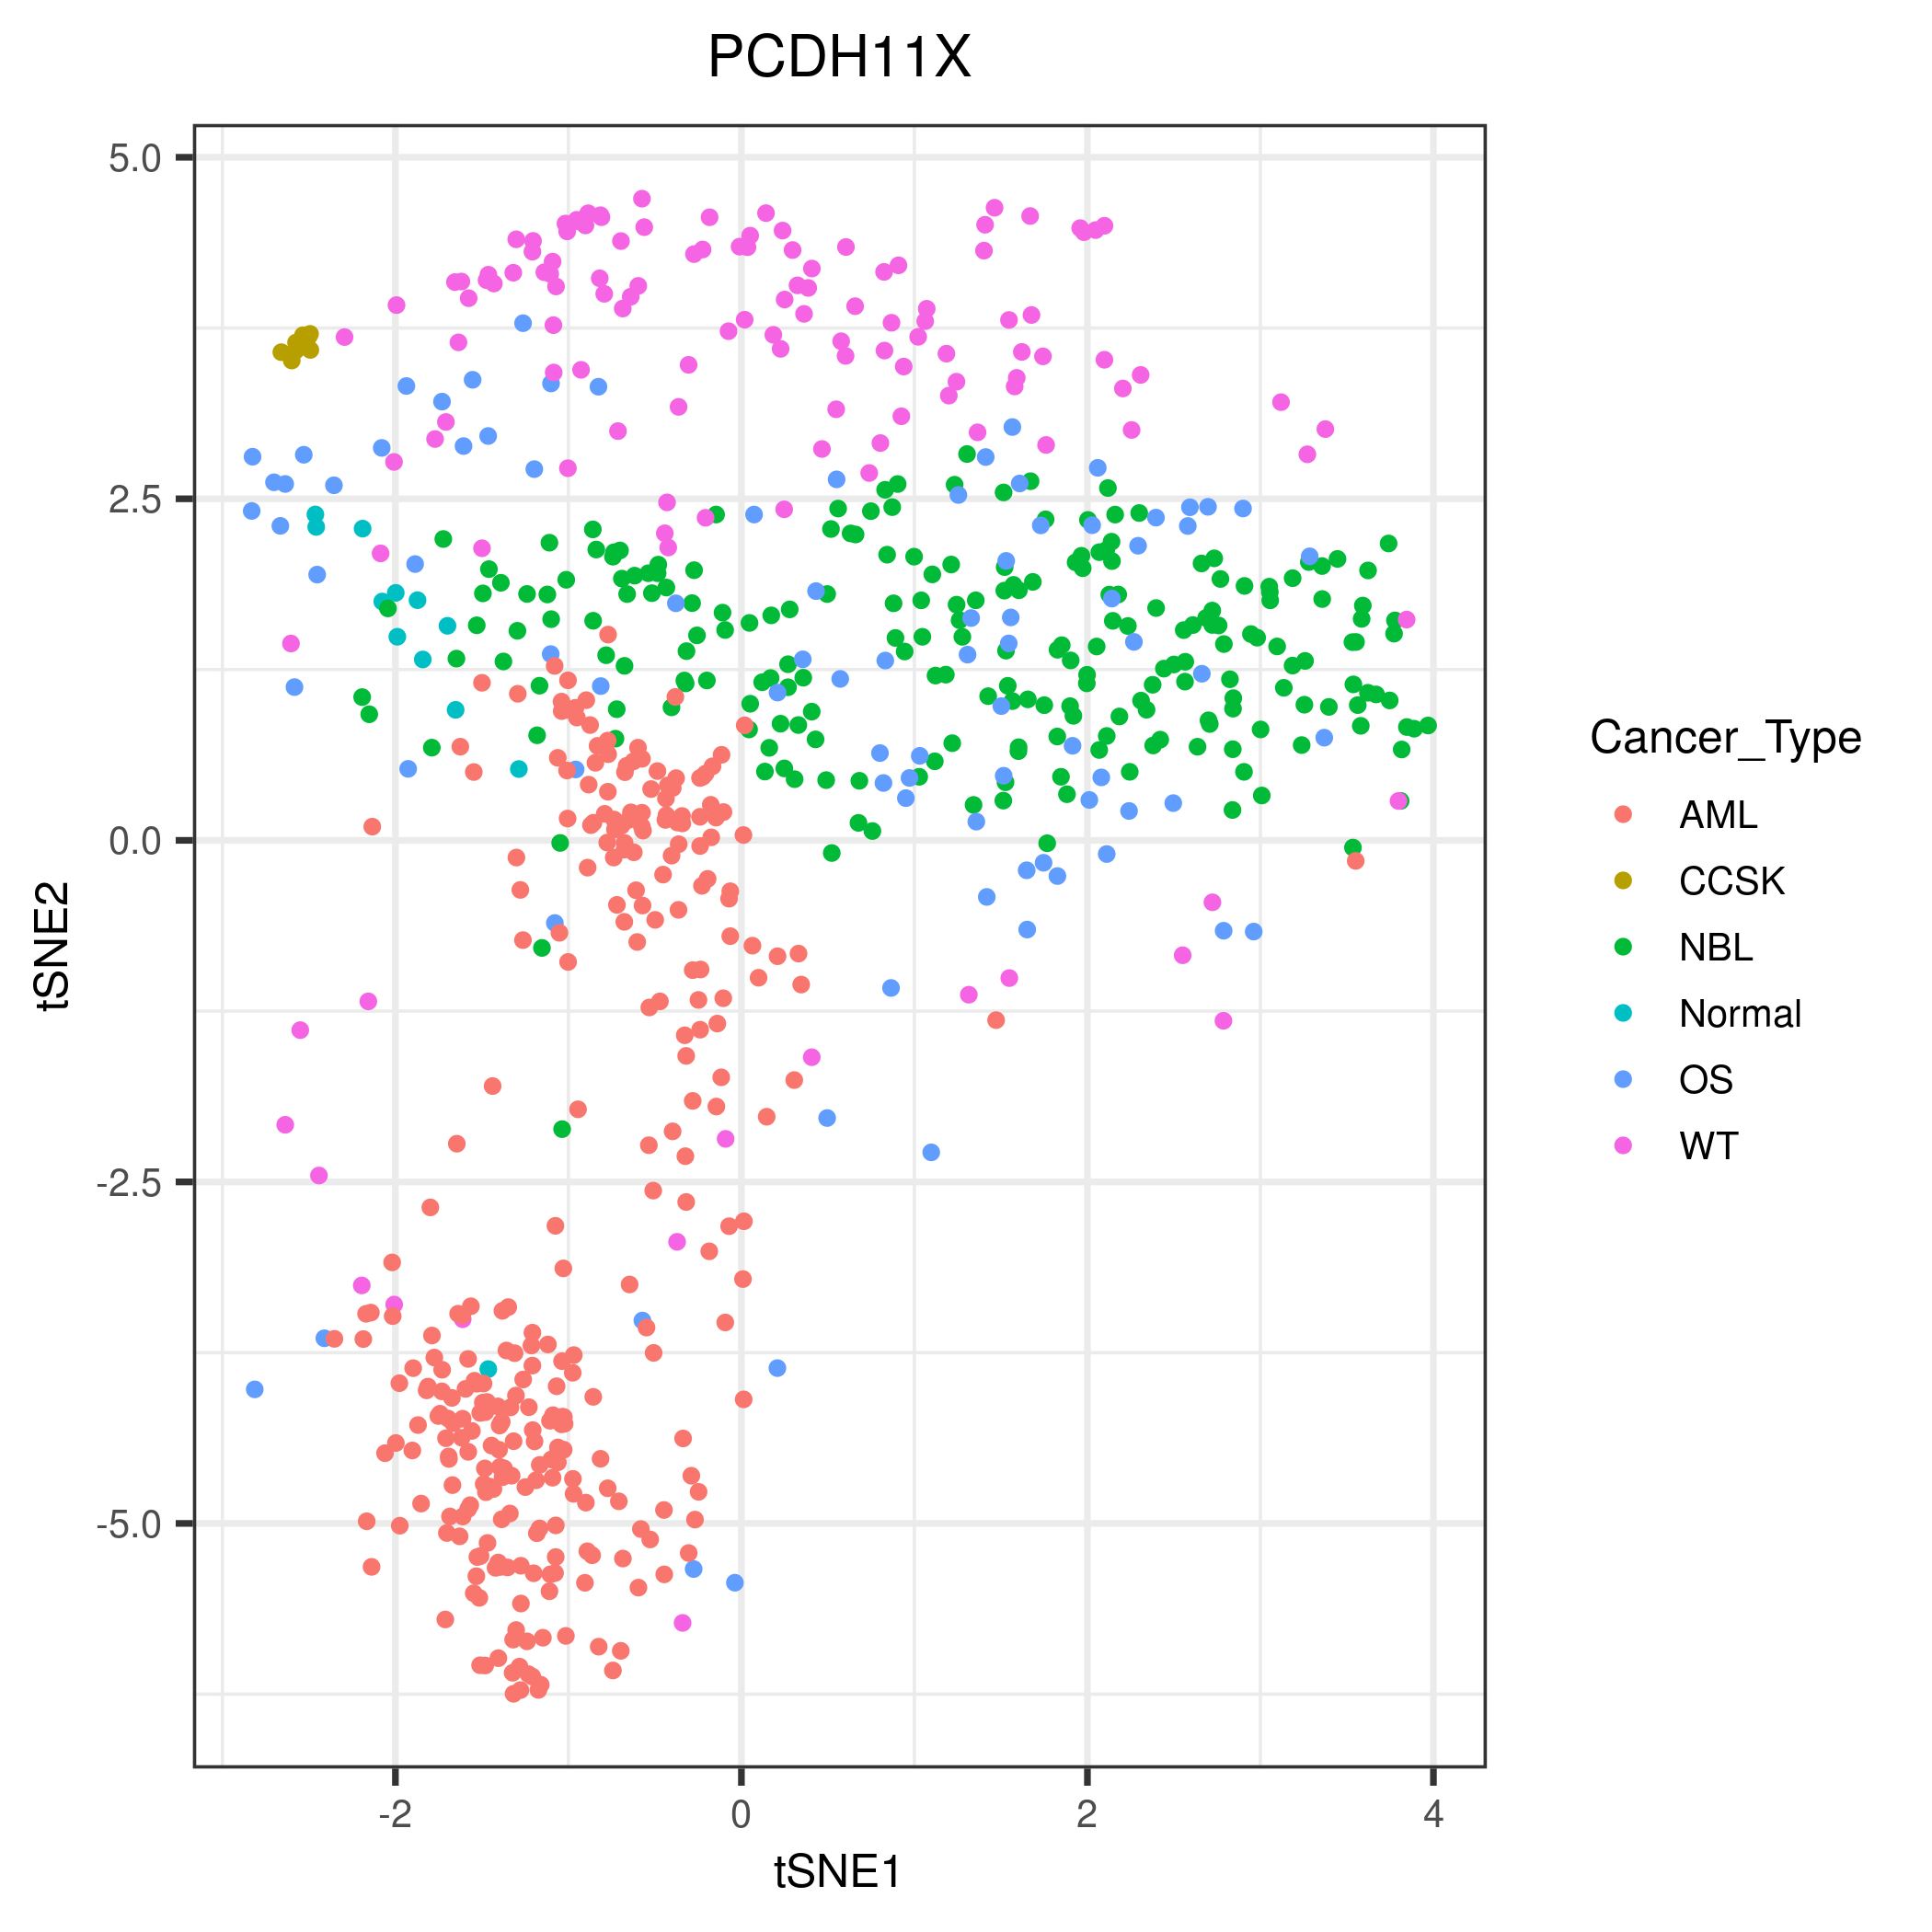 PCDH11X
5.0
2.5
0.0
-2.5
-5.0
tSNE2
-2
0
2
4
tSNE1
Cancer_Type
AML
CCSK
NBL
Normal
OS
WT